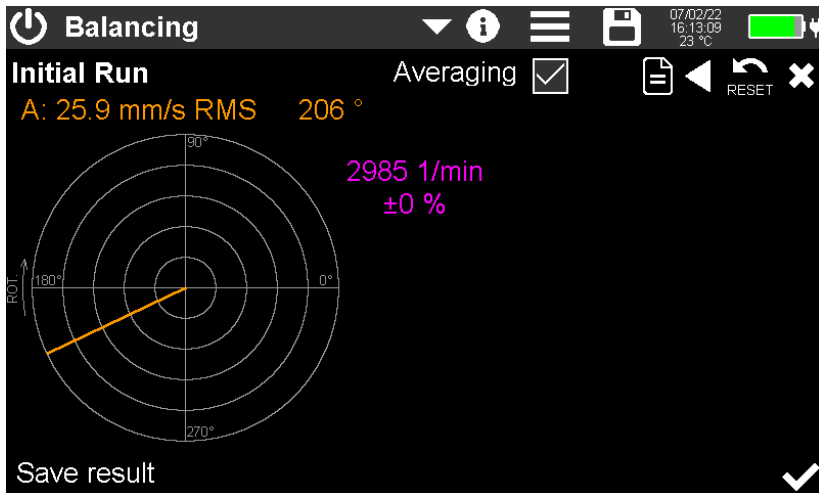 Balancing
07/02/22
16:13:09
23 °C
Initial Run
Averaging
RESET
A: 25.9 mm/s RMS 206 °
90°
2985 1/min
±0 %
ROT.
180°
0°
270°
Save result